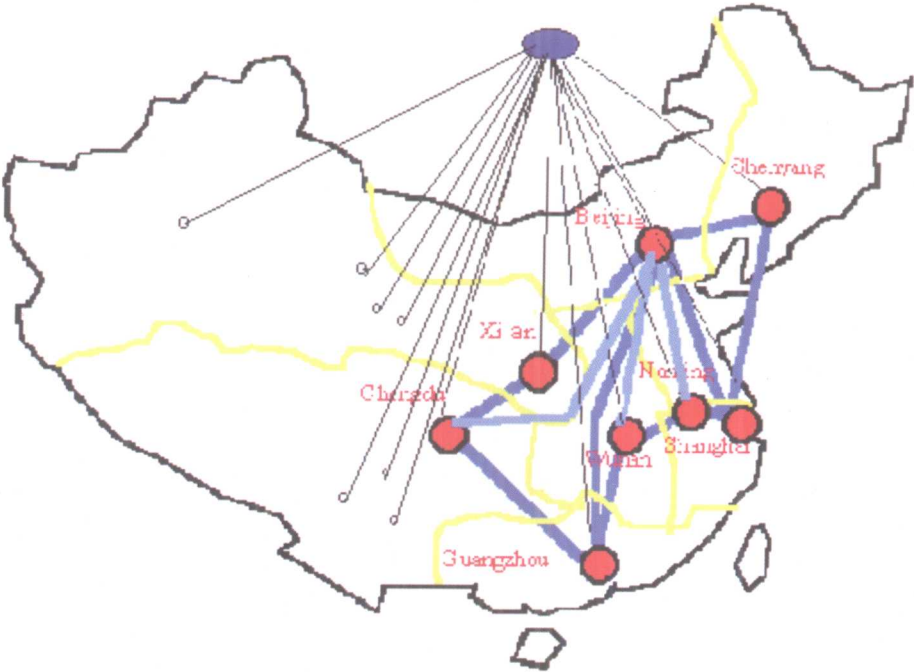 Shenyang
Beijing
Xi an
Nanjing
Chengdu
Shanghai
Wuhan
Guangzhou